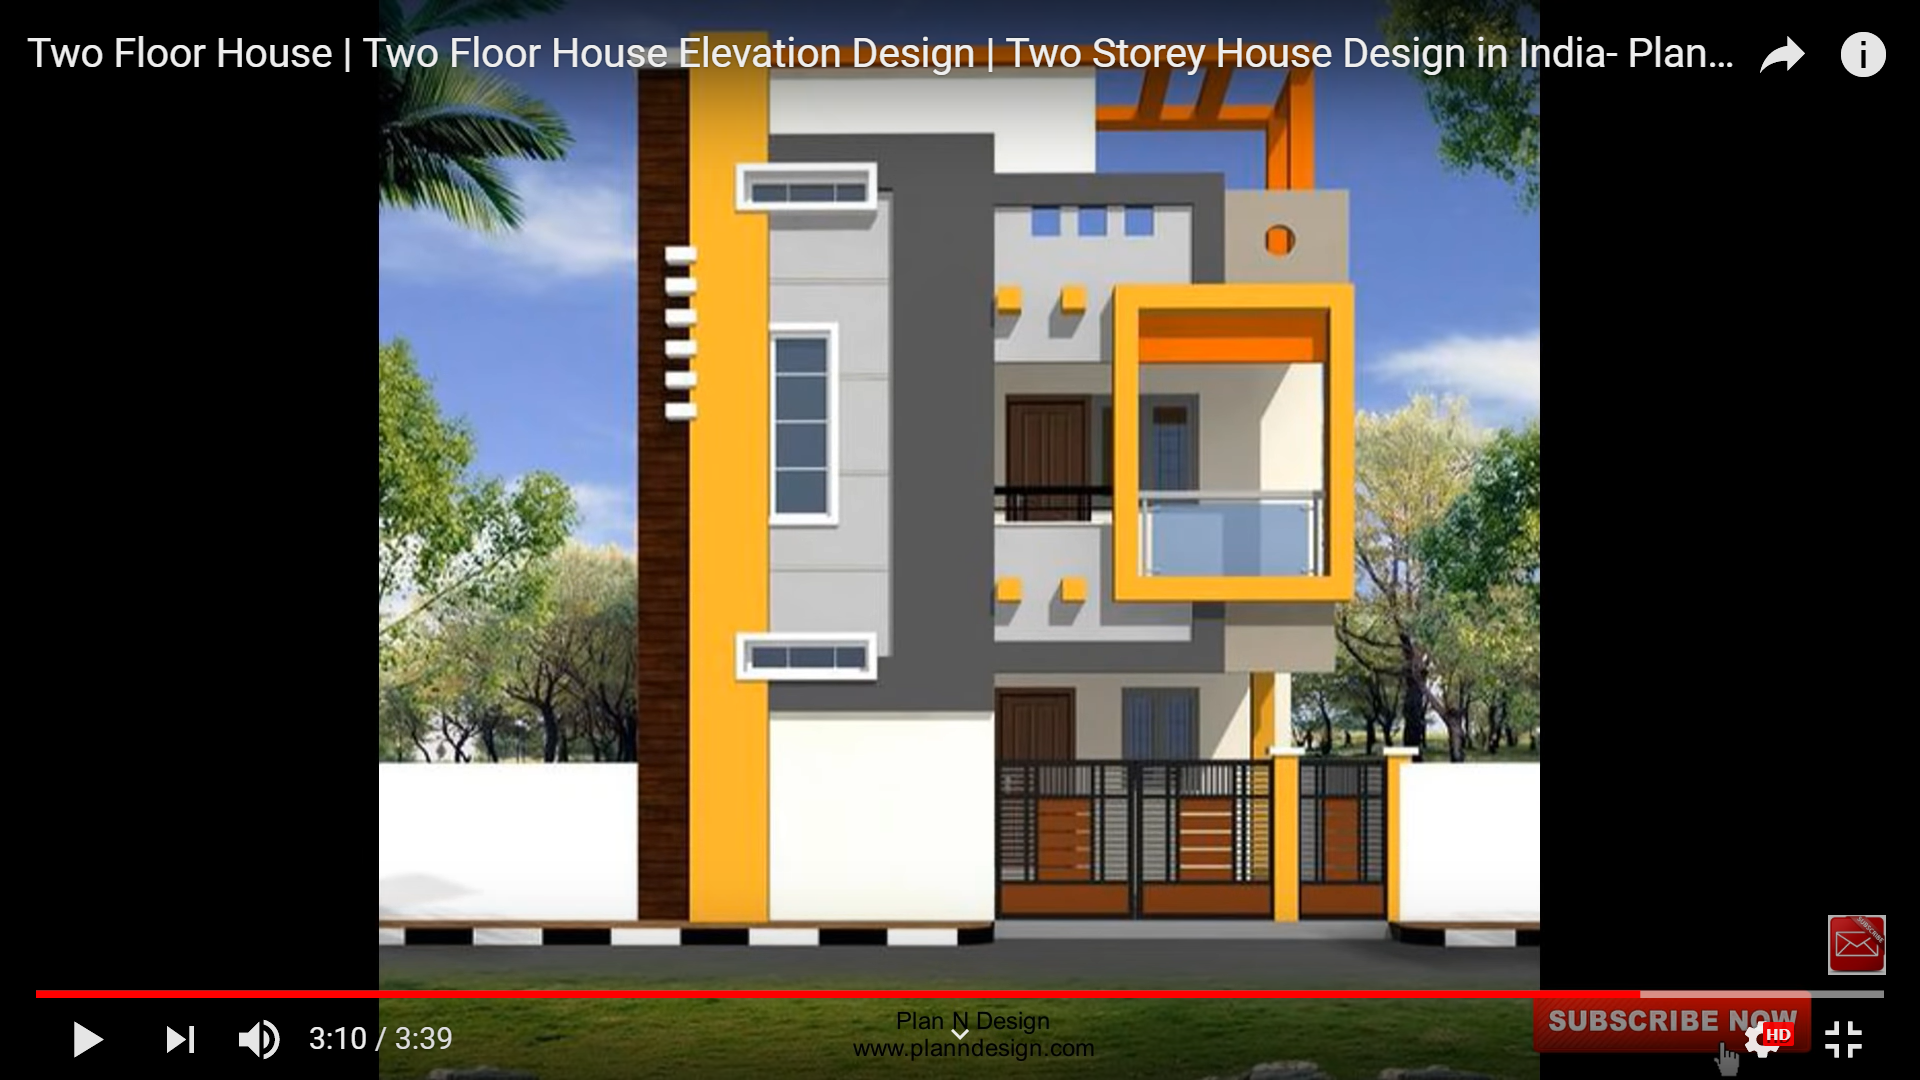 Two Floor House | Two Floor House Elevation Design | Two Storey House Design in India- Plan...
SUBSCRIBE
3:10 / 3:39
Plan N Design
www.planndesign.com
SUBSCRIBE NOW
HD